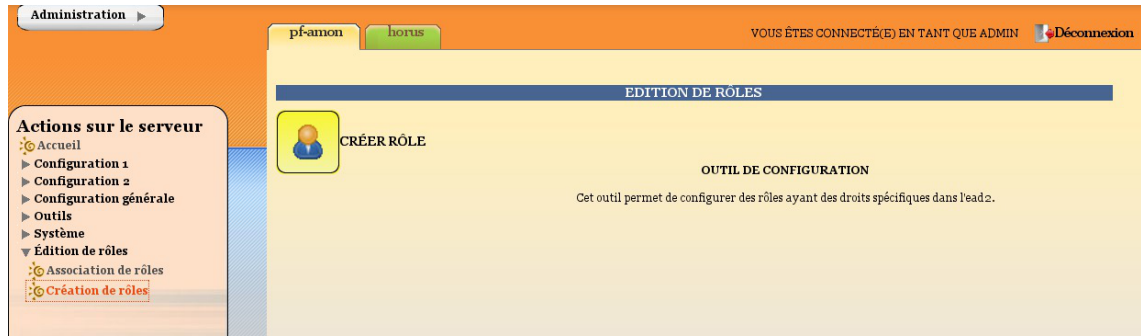 Administration
pf-amon
horus
VOUS ÊTES CONNECTÉ(E) EN TANT QUE ADMIN
Déconnexion
EDITION DE RÔLES
Actions sur le serveur
Accueil
Configuration 1
Configuration 2
Configuration générale
Outils
Système
Édition de rôles
Association de rôles
Création de rôles
CRÉER RÔLE
OUTIL DE CONFIGURATION
Cet outil permet de configurer des rôles ayant des droits spécifiques dans l'ead2.